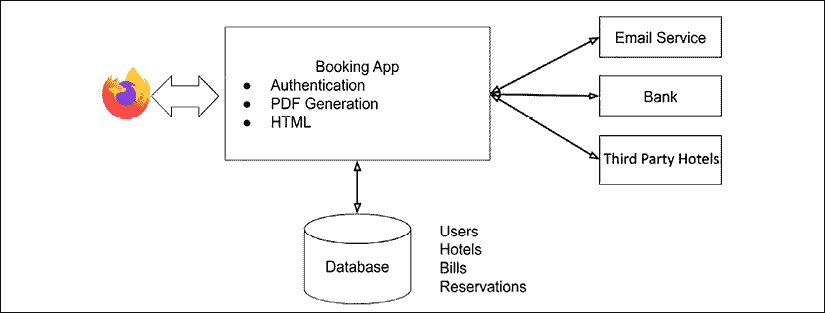 Booking App
● Authentication
● PDF Generation
● HTML
Email Service
Bank
Third Party Hotels
Database
Users
Hotels
Bills
Reservations